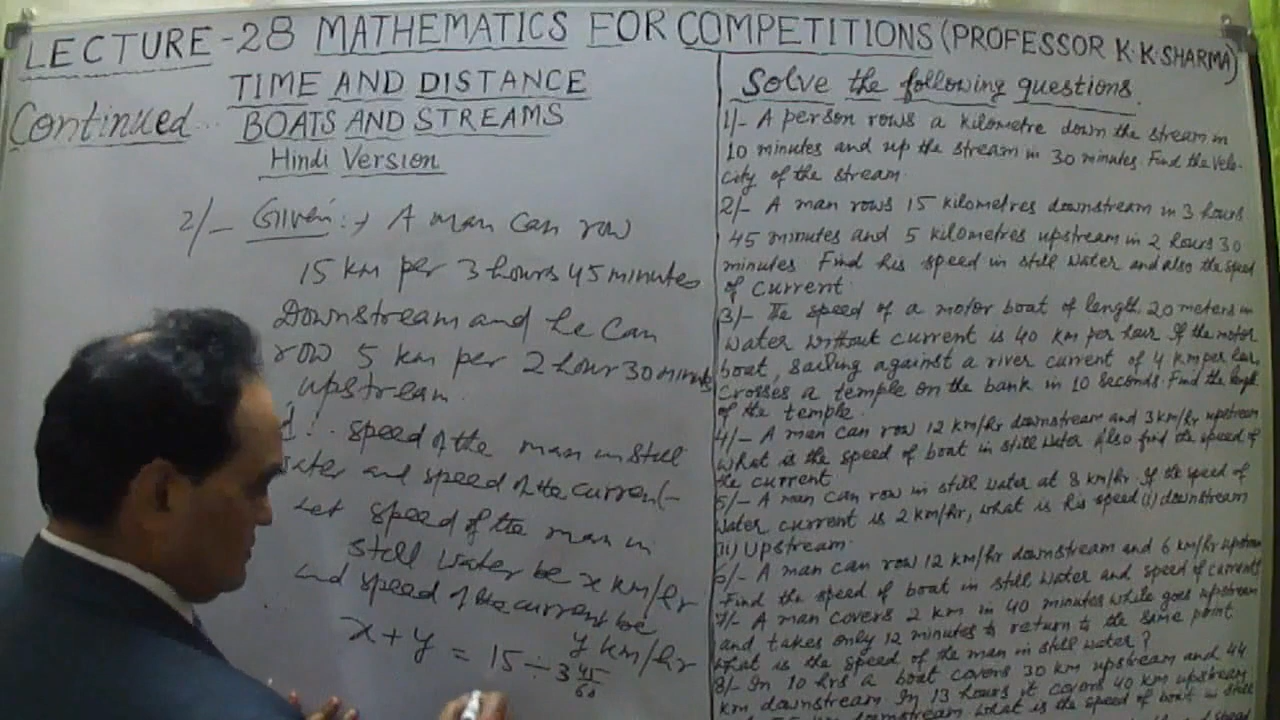 LECTURE-28 MATHEMATICS FOR COMPETITIONS (PROFESSOR K.K.SHARMA)
TIME AND DISTANCE
Continued...
BOATS AND STREAMS
Hindi Version
2/- Given :→ A man can row
15 km per 3 hours 45 minutes
Downstream and he can
row 5 km per 2 hour 30 minutes
upstream.
speed of the man in still
and speed of the current
Let speed of the man in
still water be x km/hr
and speed of the current be
y km/hr
x + y = 15 ÷ 3 45/60
Solve the following questions.
1/- A person rows a kilometre down the stream in
10 minutes and up the stream in 30 minutes. Find the velo-
city of the stream.
2/- A man rows 15 kilometres downstream in 3 hours
45 minutes and 5 kilometres upstream in 2 hours 30
minutes. Find his speed in still water and also the speed
of current.
3/- The speed of a motor boat of length 20 meters in
water without current is 40 km per hour. If the motor
boat, sailing against a river current of 4 km per hour,
crosses a temple on the bank in 10 seconds. Find the length
of the temple.
4/- A man can row 12 km/hr downstream and 3 km/hr upstream
what is the speed of boat in still water. Also find the speed of
the current.
5/- A man can row in still water at 8 km/hr. If the speed of
water current is 2 km/hr, what is his speed (i) downstream
(ii) Upstream.
6/- A man can row 12 km/hr downstream and 6 km/hr upstream
Find the speed of boat in still water and speed of current.
7/- A man covers 2 km in 40 minutes while goes upstream
and takes only 12 minutes to return to the same point
what is the speed of the man in still water?
8/- In 10 hrs a boat covers 30 km upstream and 44
km downstream. In 13 hours it covers 40 km upstream
downstream what is the speed of boat in still